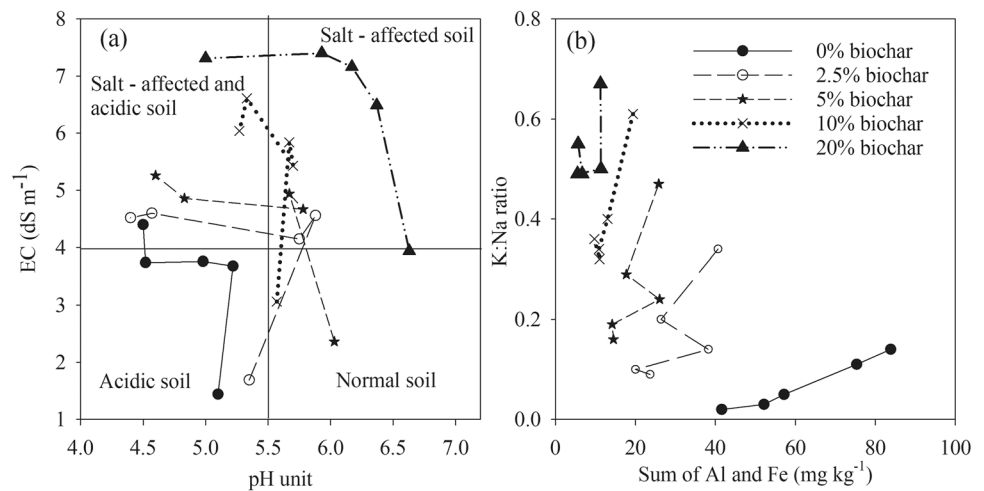 (a)
Salt - affected soil
Salt - affected and
acidic soil
Acidic soil
Normal soil
8
7
6
5
4
3
2
1
EC (dS m⁻¹)
4.0 4.5 5.0 5.5 6.0 6.5 7.0
pH unit
(b)
0% biochar
2.5% biochar
5% biochar
10% biochar
20% biochar
0.8
0.6
0.4
0.2
0.0
K:Na ratio
0 20 40 60 80 100
Sum of Al and Fe (mg kg⁻¹)